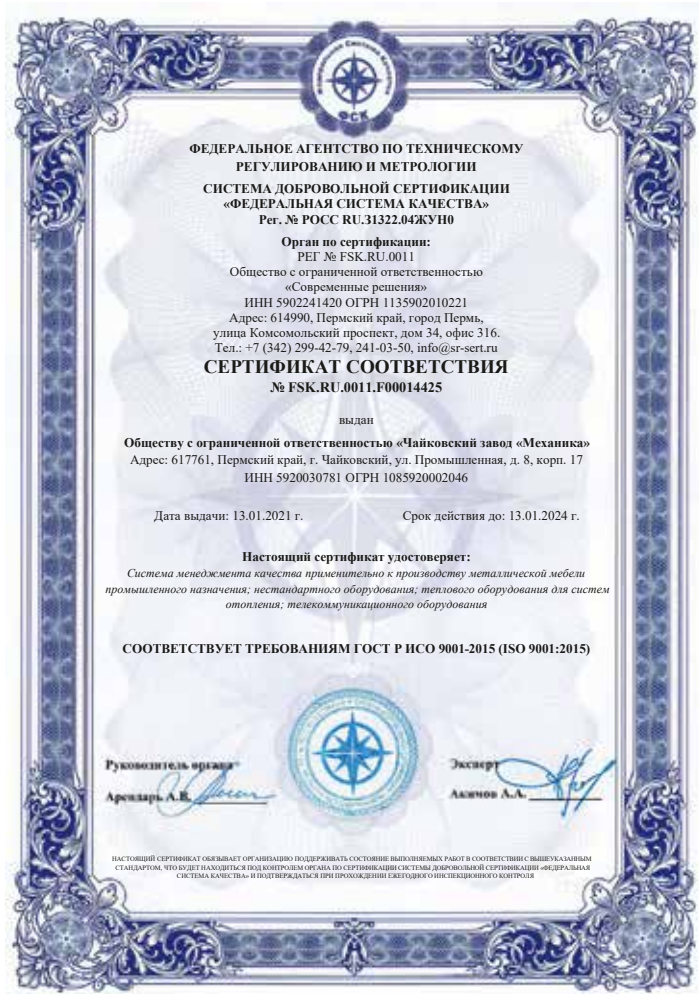 ФСК
ФЕДЕРАЛЬНОЕ АГЕНТСТВО ПО ТЕХНИЧЕСКОМУ
РЕГУЛИРОВАНИЮ И МЕТРОЛОГИИ
СИСТЕМА ДОБРОВОЛЬНОЙ СЕРТИФИКАЦИИ
«ФЕДЕРАЛЬНАЯ СИСТЕМА КАЧЕСТВА»
Рег. № РОСС RU.31322.04ЖУН0
Орган по сертификации:
РЕГ № FSK.RU.0011
Общество с ограниченной ответственностью
«Современные решения»
ИНН 5902241420 ОГРН 1135902010221
Адрес: 614990, Пермский край, город Пермь,
улица Комсомольский проспект, дом 34, офис 316.
Тел.: +7 (342) 299-42-79, 241-03-50, info@sr-sert.ru
СЕРТИФИКАТ СООТВЕТСТВИЯ
№ FSK.RU.0011.F00014425
выдан
Обществу с ограниченной ответственностью «Чайковский завод «Механика»
Адрес: 617761, Пермский край, г. Чайковский, ул. Промышленная, д. 8, корп. 17
ИНН 5920030781 ОГРН 1085920002046
Дата выдачи: 13.01.2021 г. Срок действия до: 13.01.2024 г.
Настоящий сертификат удостоверяет:
Система менеджмента качества применительно к производству металлической мебели
промышленного назначения; нестандартного оборудования; теплового оборудования для систем
отопления; телекоммуникационного оборудования
СООТВЕТСТВУЕТ ТРЕБОВАНИЯМ ГОСТ Р ИСО 9001-2015 (ISO 9001:2015)
Руководитель органа Эксперт
Арендарь А.В. Акимов А.А.
НАСТОЯЩИЙ СЕРТИФИКАТ ОБЯЗЫВАЕТ ОРГАНИЗАЦИЮ ПОДДЕРЖИВАТЬ СОСТОЯНИЕ ВЫПОЛНЯЕМЫХ РАБОТ В СООТВЕТСТВИИ С ВЫШЕУКАЗАННЫМ
СТАНДАРТОМ, ЧТО БУДЕТ НАХОДИТЬСЯ ПОД КОНТРОЛЕМ ОРГАНА ПО СЕРТИФИКАЦИИ СИСТЕМЫ ДОБРОВОЛЬНОЙ СЕРТИФИКАЦИИ «ФЕДЕРАЛЬНАЯ
СИСТЕМА КАЧЕСТВА» И ПОДТВЕРЖДАТЬСЯ ПРИ ПРОХОЖДЕНИИ ЕЖЕГОДНОГО ИНСПЕКЦИОННОГО КОНТРОЛЯ